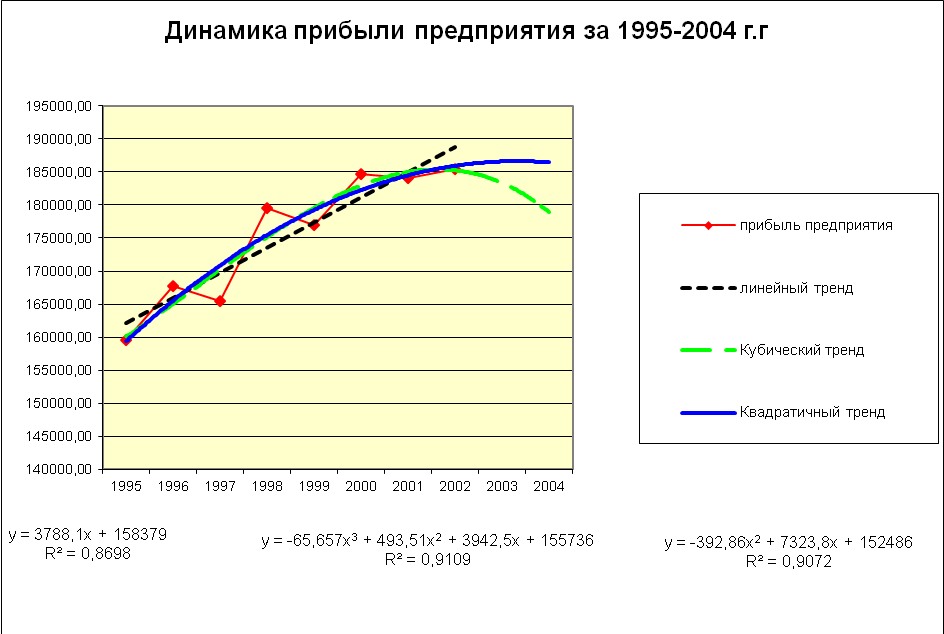 Динамика прибыли предприятия за 1995-2004 г.г
195000,00
190000,00
185000,00
180000,00
175000,00
170000,00
165000,00
160000,00
155000,00
150000,00
145000,00
140000,00
1995 1996 1997 1998 1999 2000 2001 2002 2003 2004
прибыль предприятия
линейный тренд
Кубический тренд
Квадратичный тренд
y = 3788,1x + 158379
R² = 0,8698
y = -65,657x³ + 493,51x² + 3942,5x + 155736
R² = 0,9109
y = -392,86x² + 7323,8x + 152486
R² = 0,9072